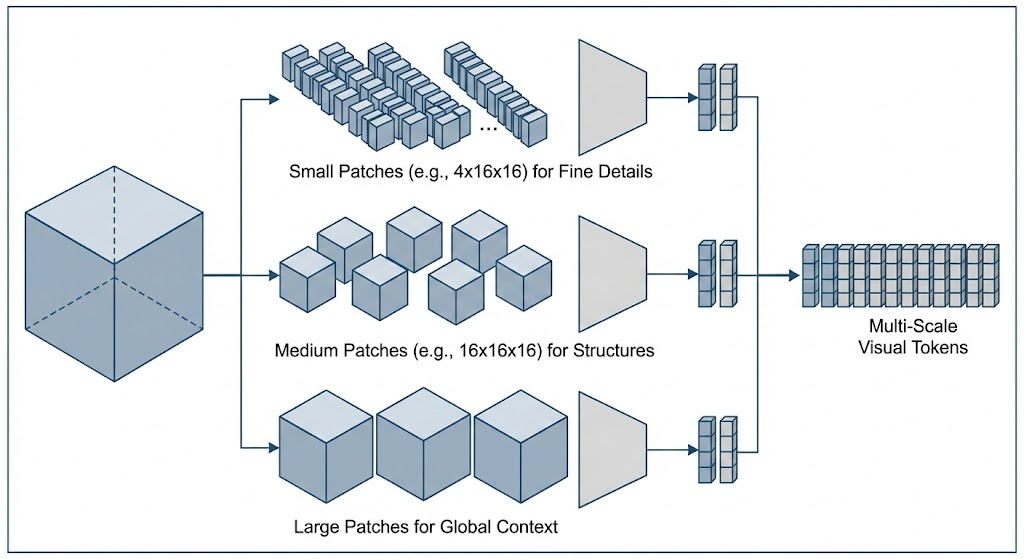 ...
Small Patches (e.g., 4x16x16) for Fine Details
Medium Patches (e.g., 16x16x16) for Structures
Multi-Scale
Visual Tokens
Large Patches for Global Context